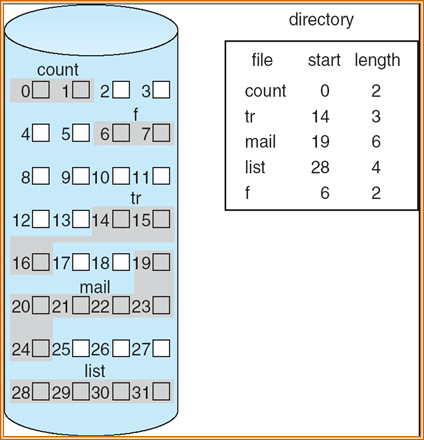 directory
file start length
count 0 2
tr 14 3
mail 19 6
list 28 4
f 6 2
count
0 1 2 3
f
4 5 6 7
8 9 10 11
tr
12 13 14 15
16 17 18 19
mail
20 21 22 23
24 25 26 27
list
28 29 30 31